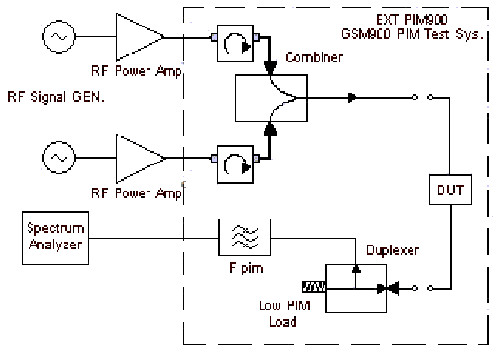 EXT PIM900
GSM900 PIM Test Sys.
Combiner
RF Power Amp
RF Signal GEN.
RF Power Amp
DUT
Spectrum
Analyzer
F pim
Duplexer
Low PIM
Load